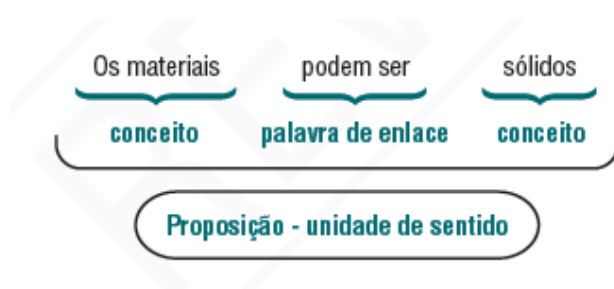 Os materiais podem ser sólidos
conceito palavra de enlace conceito
Proposição - unidade de sentido